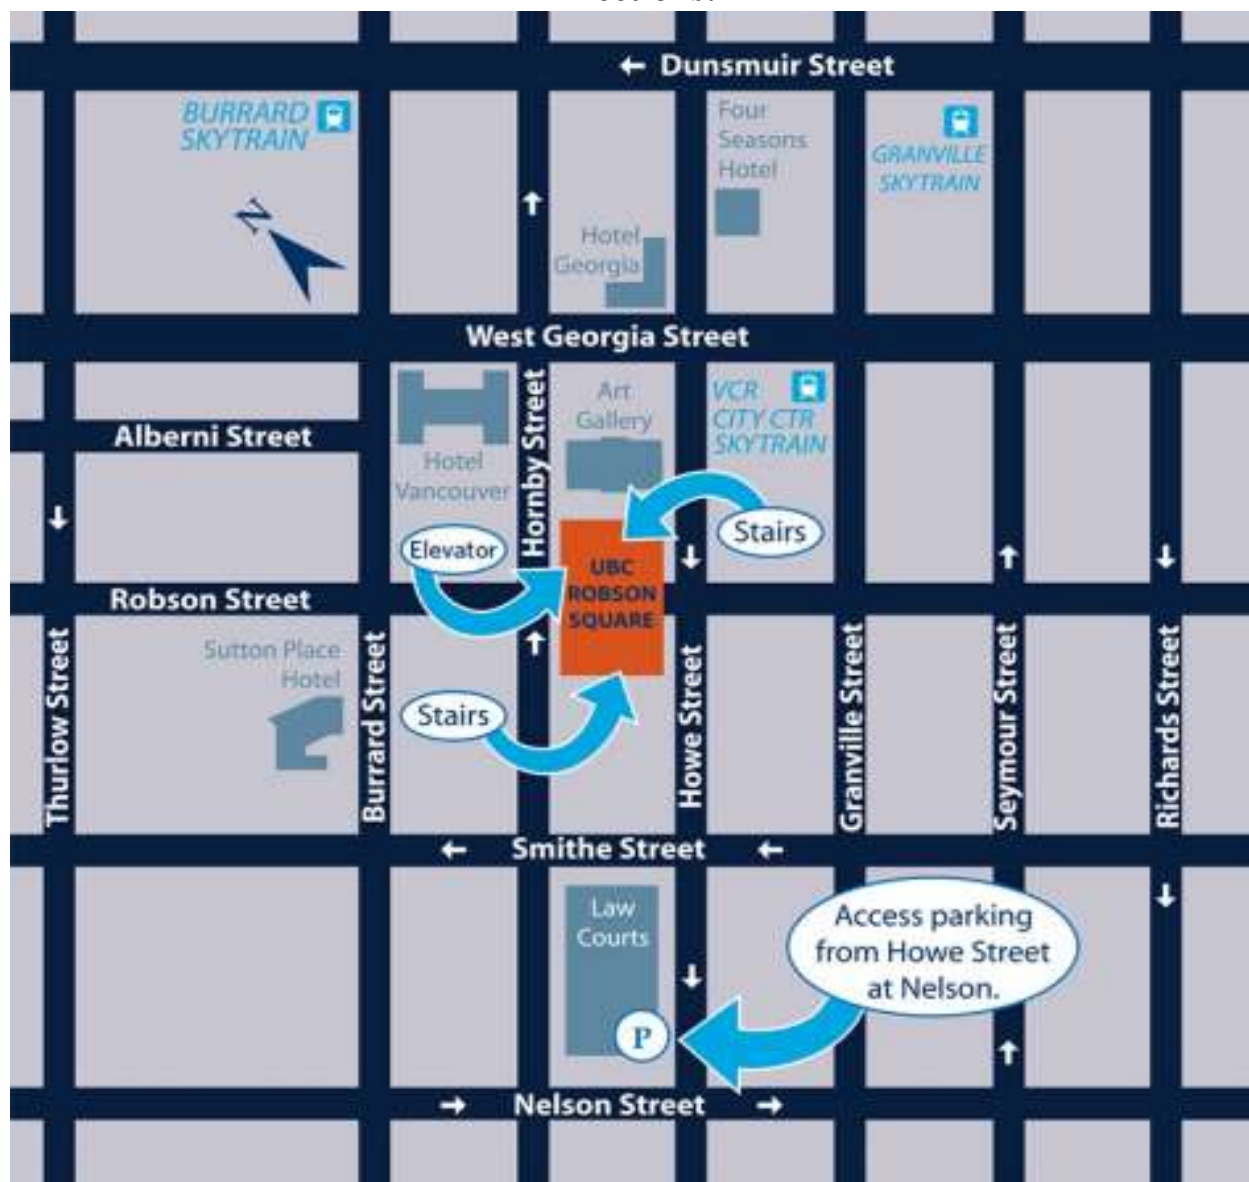 ← Dunsmuir Street
BURRARD
SKYTRAIN
Four
Seasons
Hotel
GRANVILLE
SKYTRAIN
N
Hotel
Georgia
West Georgia Street
Alberni Street
Hotel
Vancouver
Hornby Street
Art
Gallery
VCR
CITY CTR
SKYTRAIN
Elevator
Stairs
UBC
ROBSON
SQUARE
Robson Street
Sutton Place
Hotel
Stairs
Thurlow Street
Burrard Street
Howe Street
Granville Street
Seymour Street
Richards Street
← Smithe Street ←
Law
Courts
P
Access parking
from Howe Street
at Nelson.
→ Nelson Street →